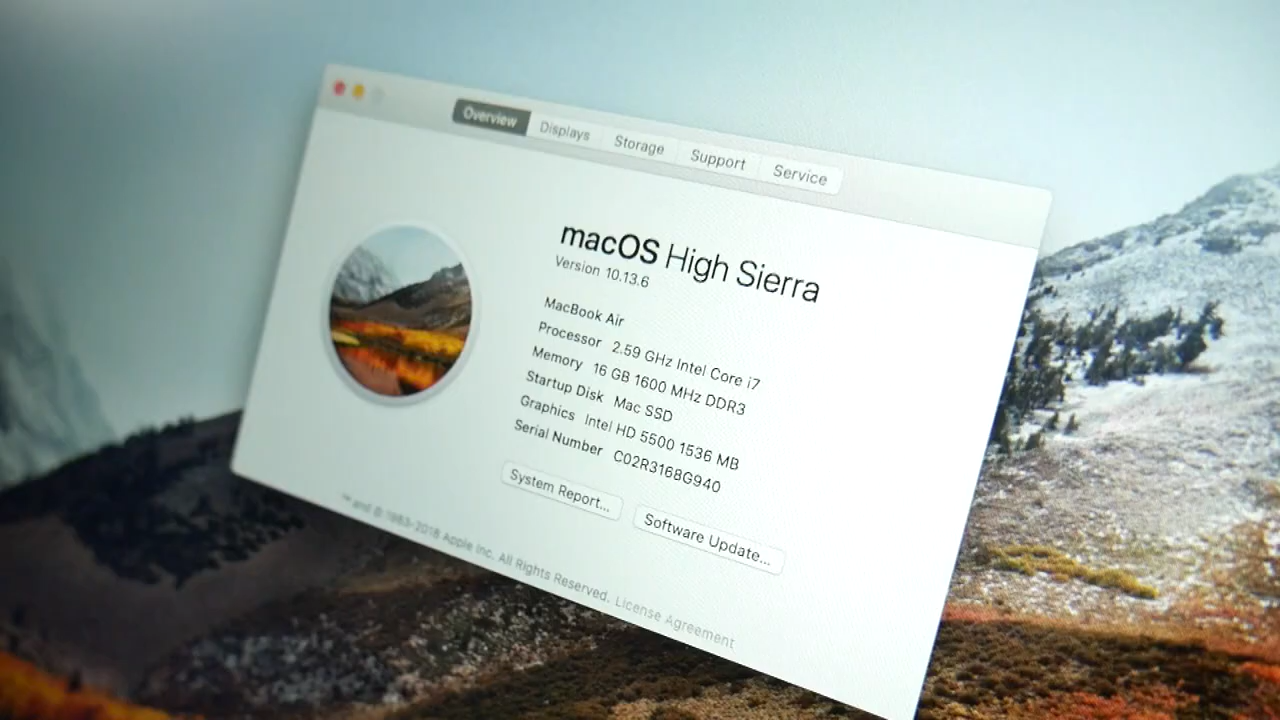 Overview Displays Storage Support Service
macOS High Sierra
Version 10.13.6
MacBook Air
Processor 2.59 GHz Intel Core i7
Memory 16 GB 1600 MHz DDR3
Startup Disk Mac SSD
Graphics Intel HD 5500 1536 MB
Serial Number C02R3168G940
System Report... Software Update...
™ and © 1983-2018 Apple Inc. All Rights Reserved. License Agreement